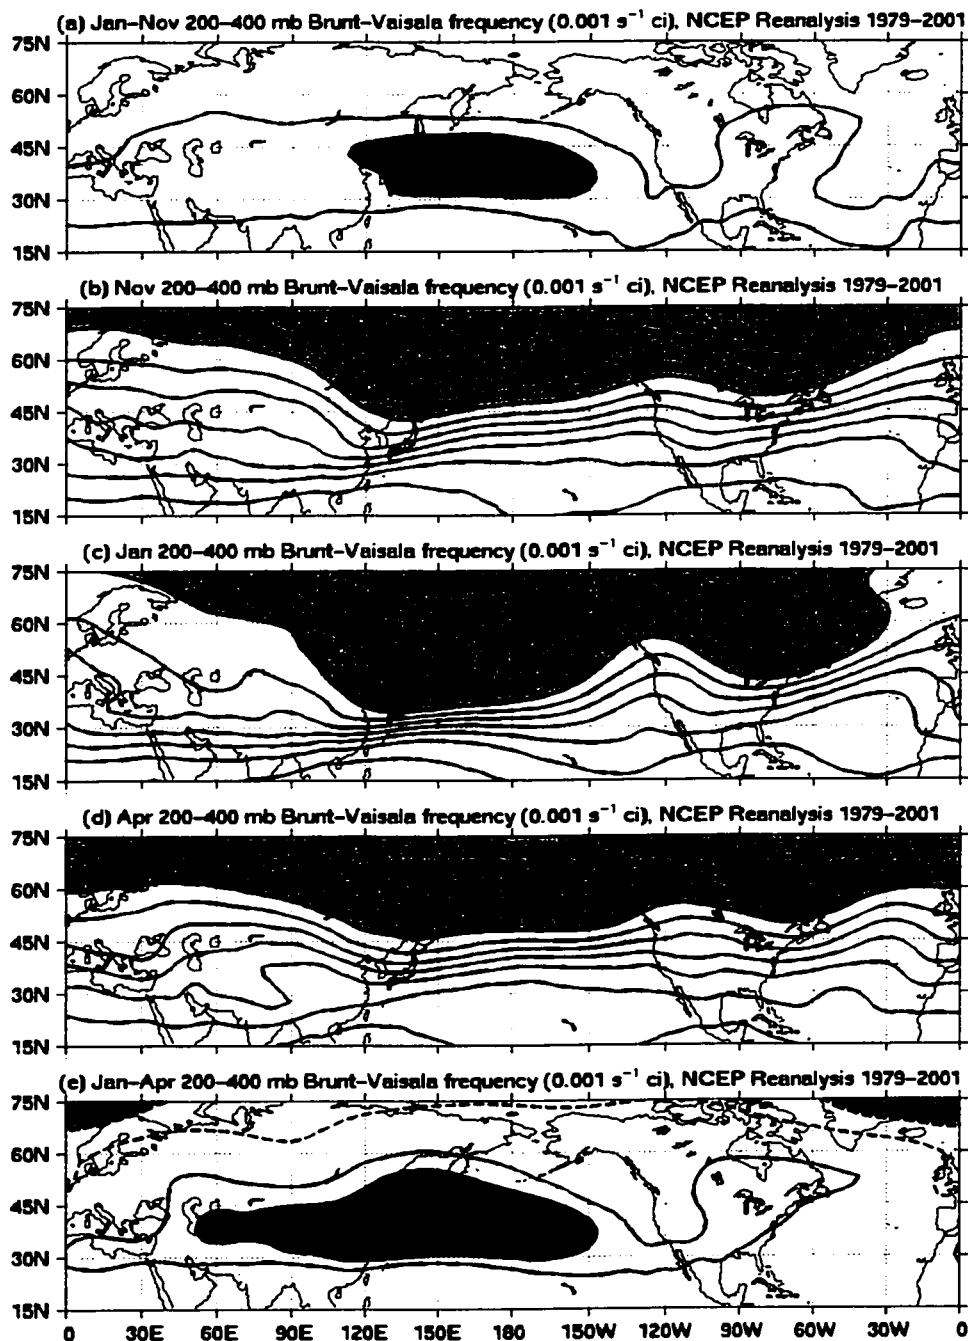 (a) Jan–Nov 200–400 mb Brunt–Vaisala frequency (0.001 s⁻¹ ci), NCEP Reanalysis 1979–2001
75N
60N
45N
30N
15N
(b) Nov 200–400 mb Brunt–Vaisala frequency (0.001 s⁻¹ ci), NCEP Reanalysis 1979–2001
75N
60N
45N
30N
15N
(c) Jan 200–400 mb Brunt–Vaisala frequency (0.001 s⁻¹ ci), NCEP Reanalysis 1979–2001
75N
60N
45N
30N
15N
(d) Apr 200–400 mb Brunt–Vaisala frequency (0.001 s⁻¹ ci), NCEP Reanalysis 1979–2001
75N
60N
45N
30N
15N
(e) Jan–Apr 200–400 mb Brunt–Vaisala frequency (0.001 s⁻¹ ci), NCEP Reanalysis 1979–2001
75N
60N
45N
30N
15N
0 30E 60E 90E 120E 150E 180 150W 120W 90W 60W 30W 0